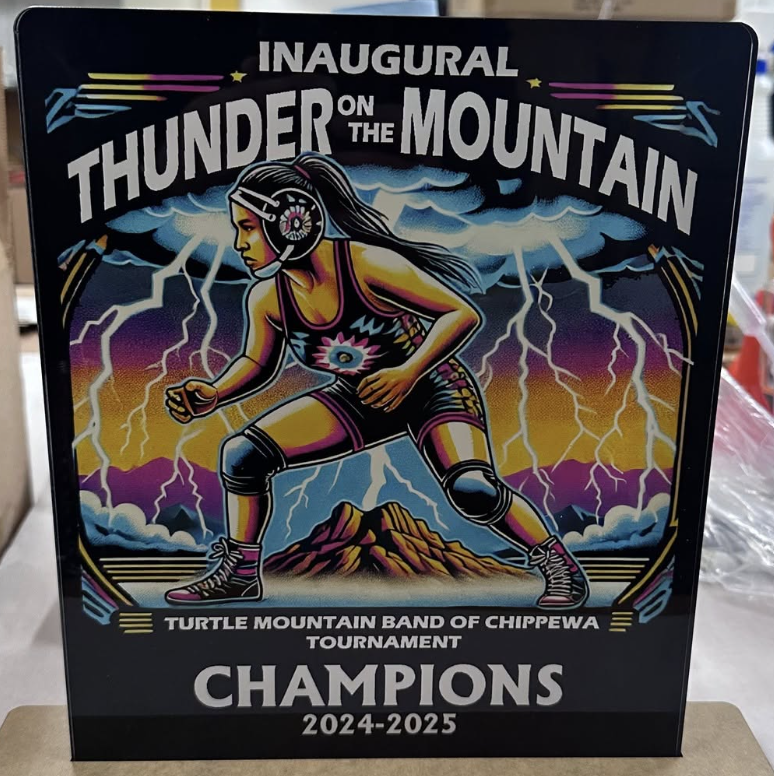 INAUGURAL
THUNDER ON THE MOUNTAIN
TURTLE MOUNTAIN BAND OF CHIPPEWA
TOURNAMENT
CHAMPIONS
2024-2025